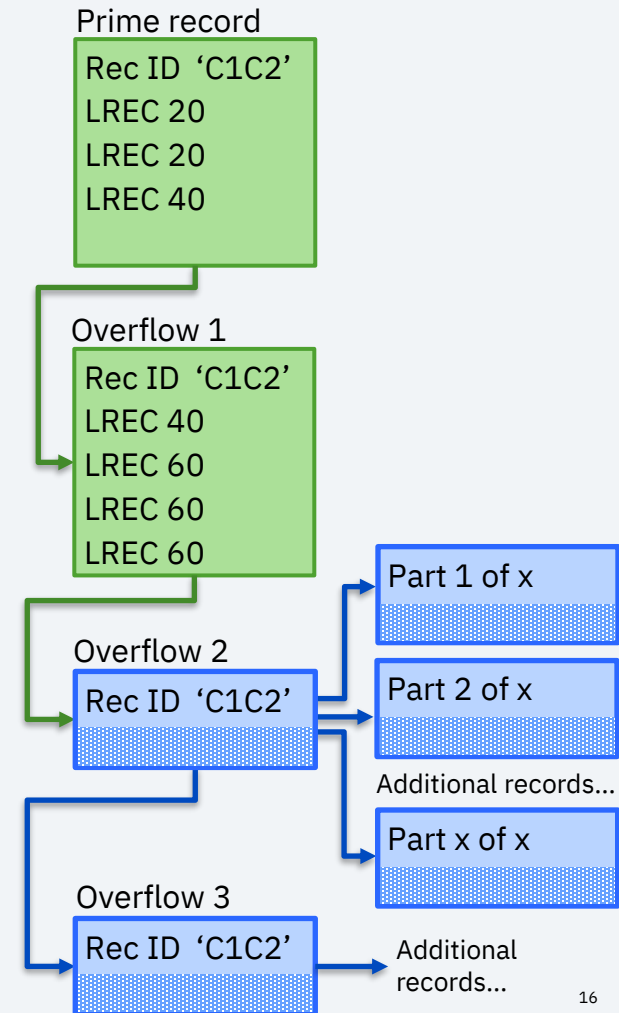 Prime record
Rec ID ‘C1C2’
LREC 20
LREC 20
LREC 40
Overflow 1
Rec ID ‘C1C2’
LREC 40
LREC 60
LREC 60
LREC 60
Overflow 2
Rec ID ‘C1C2’
Part 1 of x
Part 2 of x
Additional records...
Part x of x
Overflow 3
Rec ID ‘C1C2’
Additional
records...
16